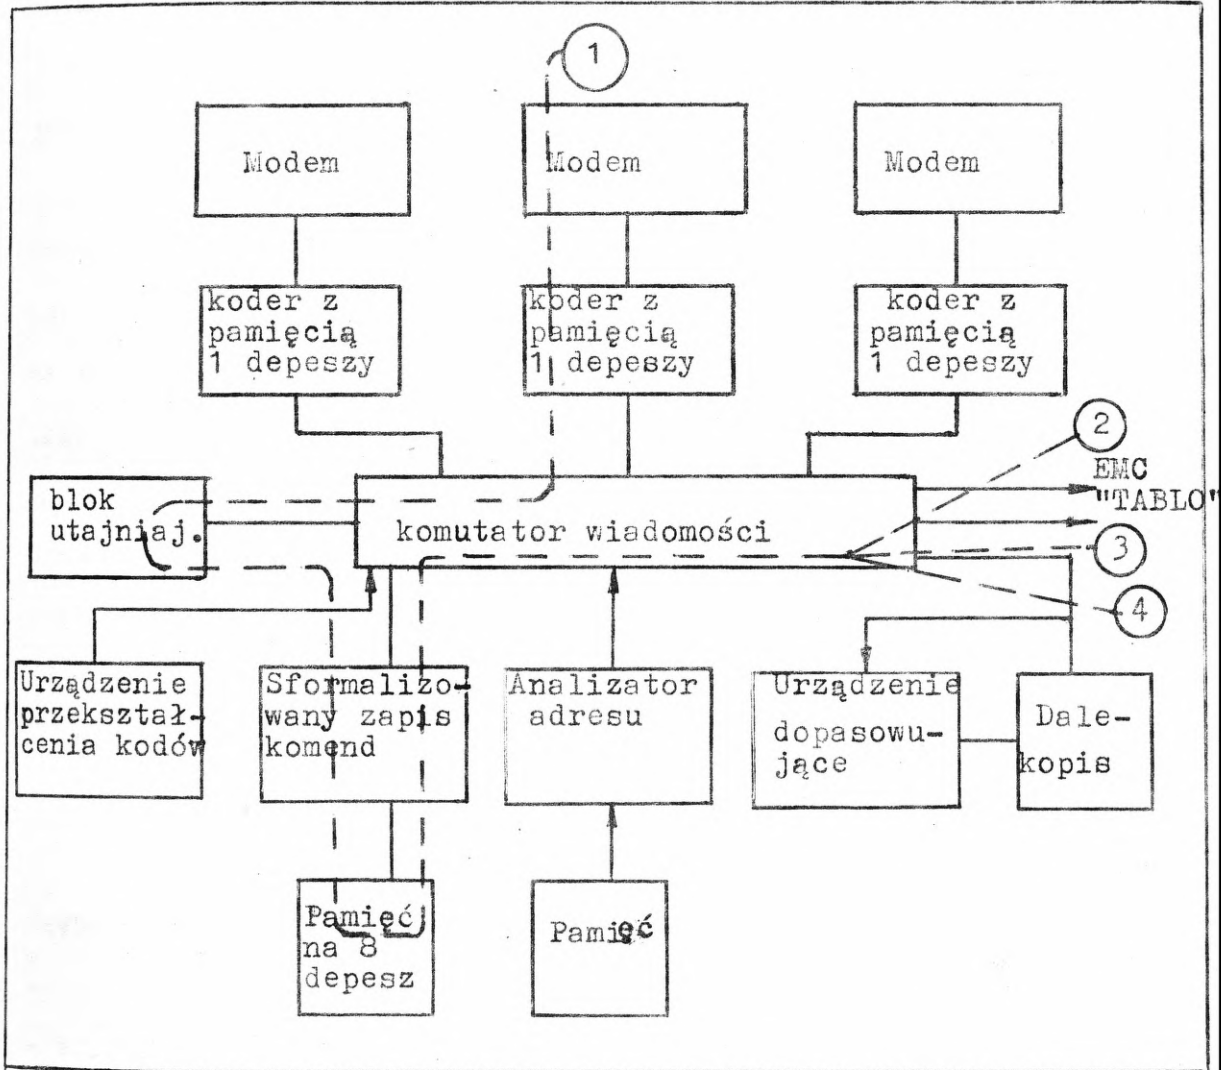 1
Modem
Modem
Modem
koder z
pamięcią
1 depeszy
koder z
pamięcią
1 depeszy
koder z
pamięcią
1 depeszy
2
EMC
"TABLO"
blok
utajniaj.
komutator wiadomości
3
4
Urządzenie
przekształ-
cenia kodów
Sformalizo-
wany zapis
komend
Analizator
adresu
Urządzenie
dopasowu-
jące
Dale-
kopis
Pamięć
na 8
depesz
Pamięć